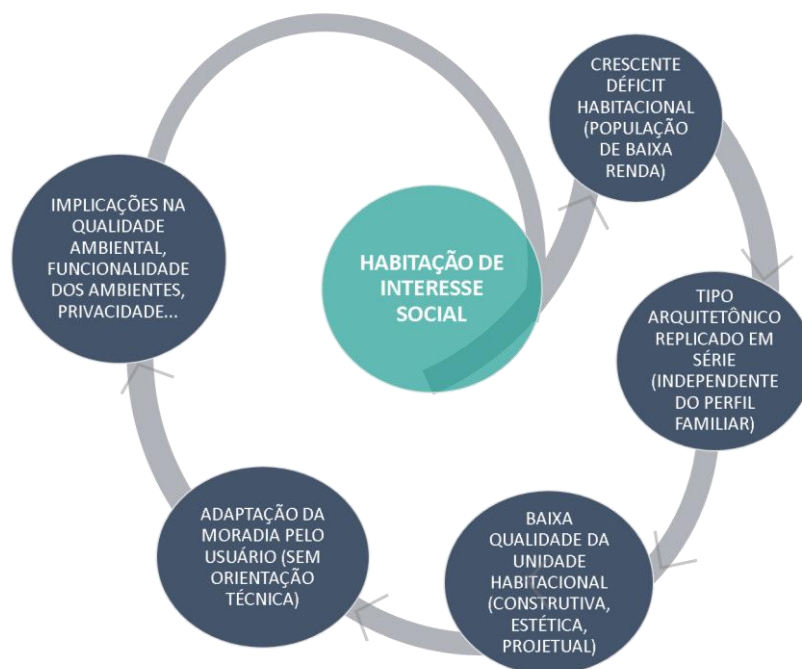 HABITAÇÃO DE
INTERESSE
SOCIAL
CRESCENTE
DÉFICIT
HABITACIONAL
(POPULAÇÃO
DE BAIXA
RENDA)
TIPO
ARQUITETÔNICO
REPLICADO EM
SÉRIE
(INDEPENDENTE
DO PERFIL
FAMILIAR)
BAIXA
QUALIDADE DA
UNIDADE
HABITACIONAL
(CONSTRUTIVA,
ESTÉTICA,
PROJETUAL)
ADAPTAÇÃO DA
MORADIA PELO
USUÁRIO (SEM
ORIENTAÇÃO
TÉCNICA)
IMPLICAÇÕES NA
QUALIDADE
AMBIENTAL,
FUNCIONALIDADE
DOS AMBIENTES,
PRIVACIDADE...